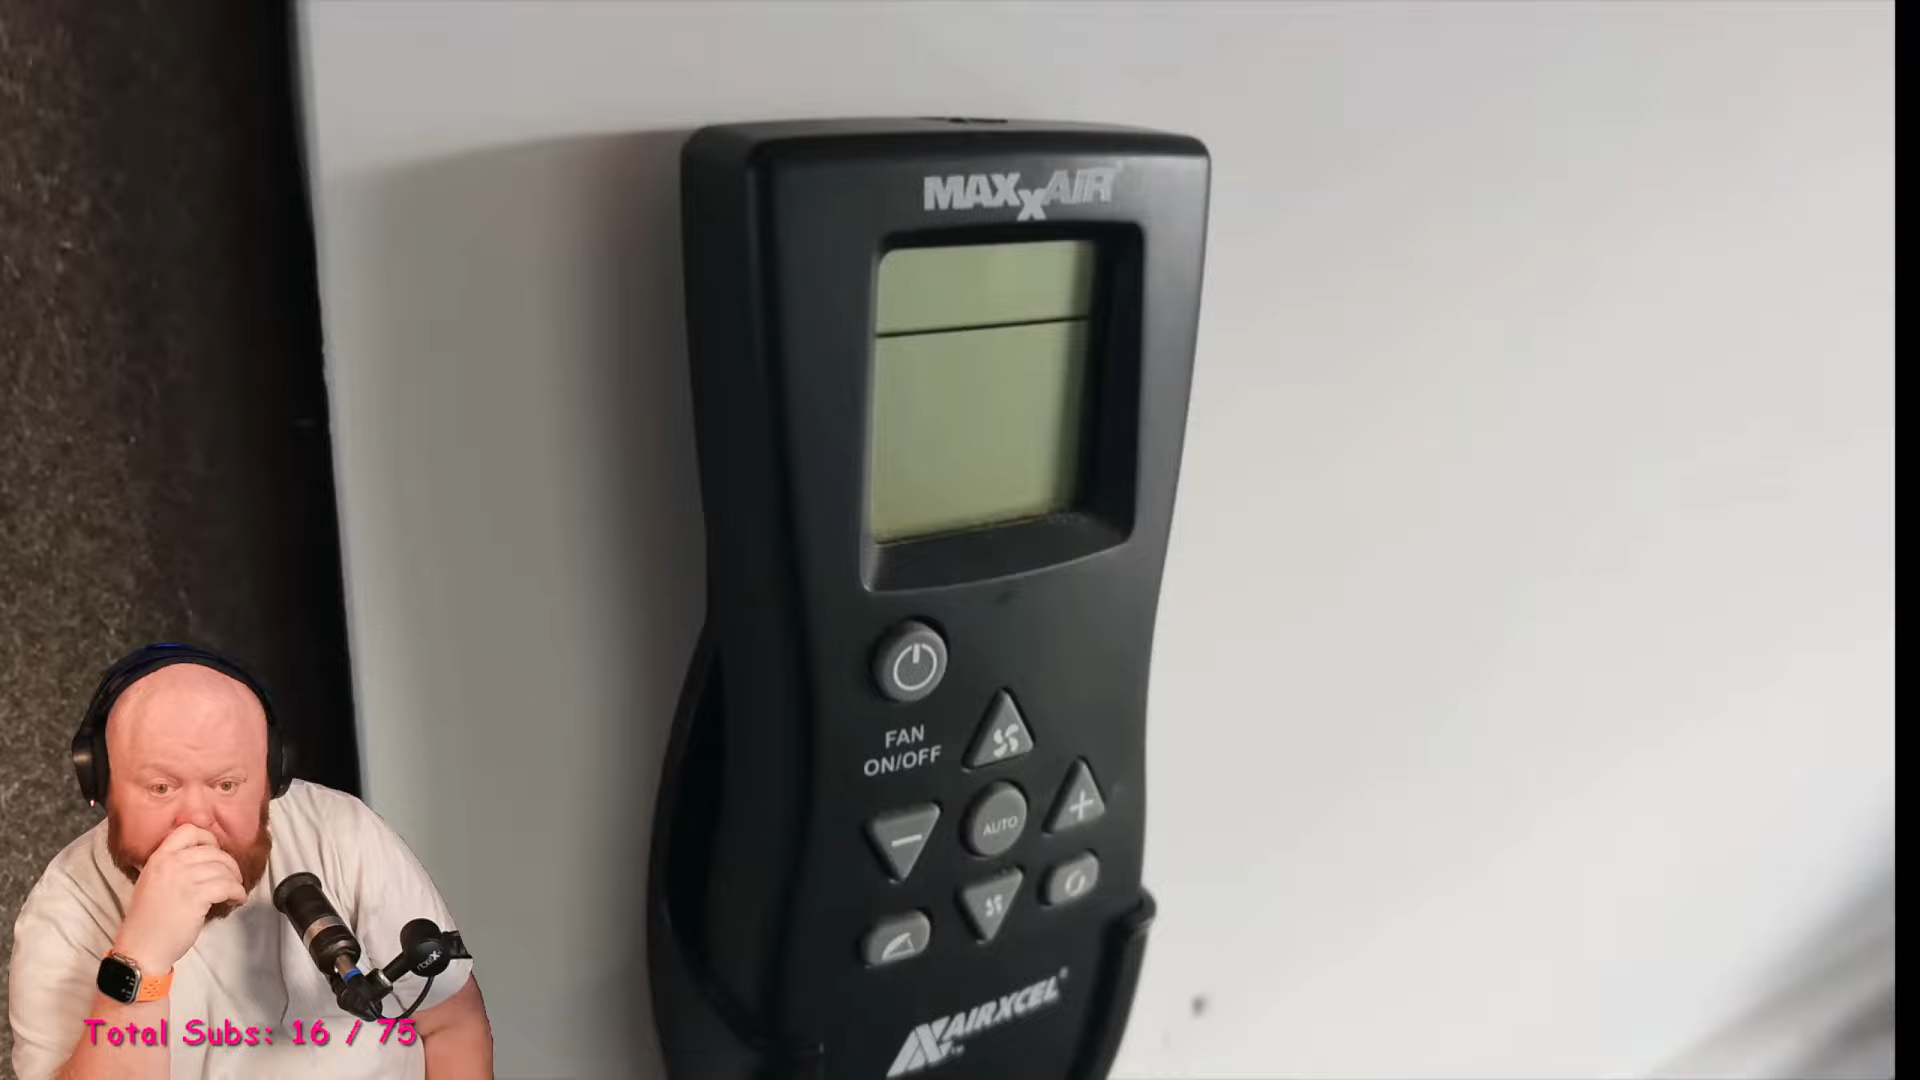 MAXxAIR
FAN
ON/OFF
AUTO
AIRXCEL
Total Subs: 16 / 75